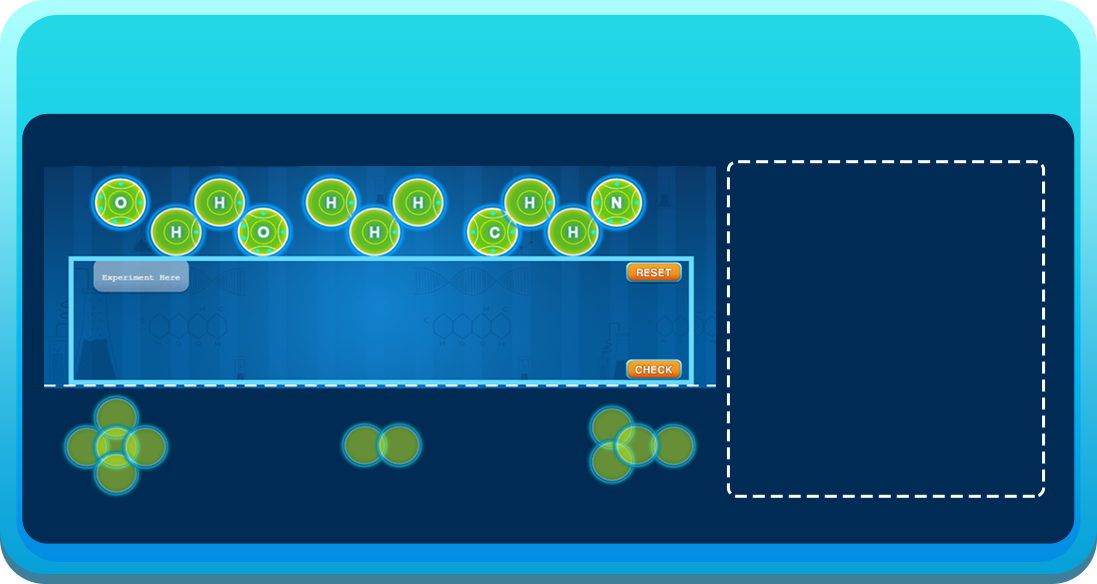 O H H H H N
H O H C H
Experiment Here
RESET
CHECK